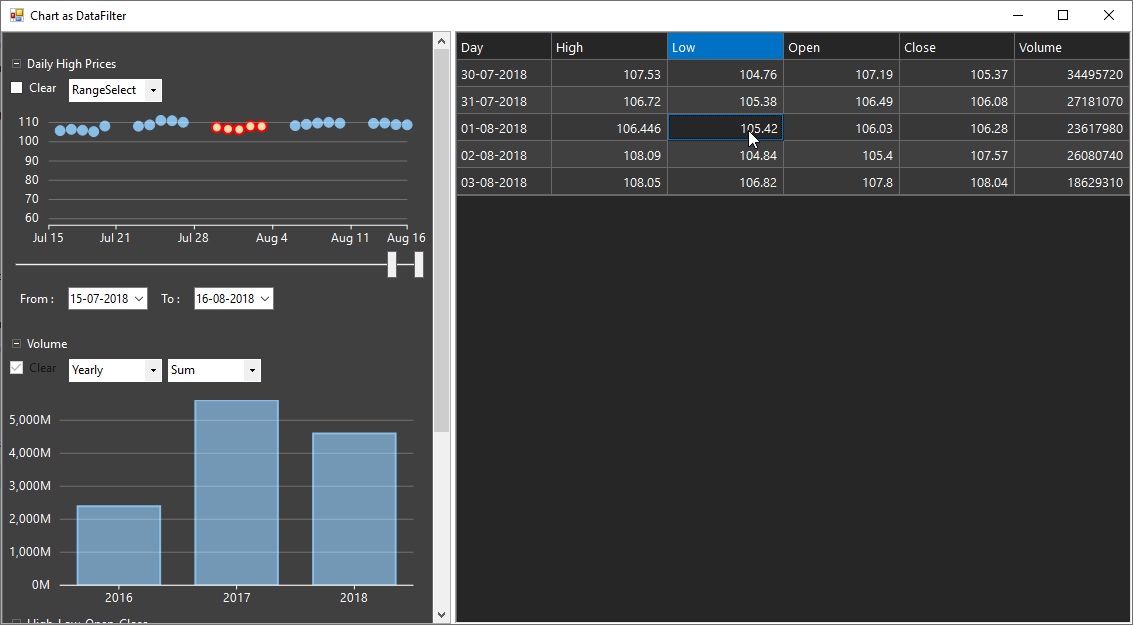 Chart as DataFilter
Daily High Prices
Clear RangeSelect
110
100
90
80
70
60
Jul 15 Jul 21 Jul 28 Aug 4 Aug 11 Aug 16
From : 15-07-2018 To : 16-08-2018
Volume
Clear Yearly Sum
5,000M
4,000M
3,000M
2,000M
1,000M
0M
2016 2017 2018
High-Low-Open-Close
Day High Low Open Close Volume
30-07-2018 107.53 104.76 107.19 105.37 34495720
31-07-2018 106.72 105.38 106.49 106.08 27181070
01-08-2018 106.446 105.42 106.03 106.28 23617980
02-08-2018 108.09 104.84 105.4 107.57 26080740
03-08-2018 108.05 106.82 107.8 108.04 18629310